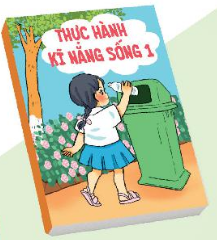 THỰC HÀNH
KĨ NĂNG SỐNG 1